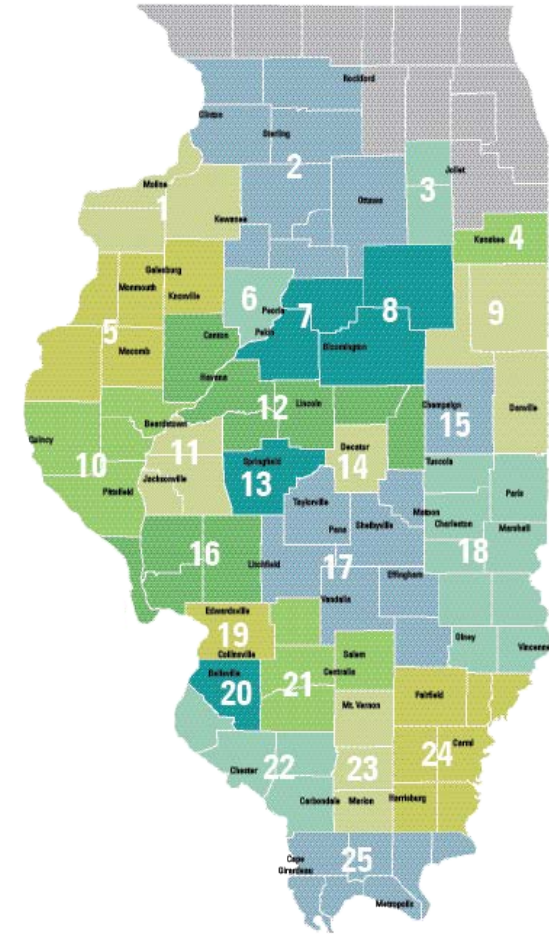 Rockford
Clinton
Sterling
2
Joliet
3
Moline
1
Ottawa
Kewanee
Kankakee
4
Galesburg
Monmouth
Knoxville
6
Peoria
Pekin
7
8
9
5
Macomb
Canton
Bloomington
Havana
12
Lincoln
Champaign
15
Danville
Beardstown
Quincy
10
11
Decatur
14
Jacksonville
Springfield
13
Tuscola
Pittsfield
Taylorville
Paris
Mattoon
Pana
Shelbyville
Charleston
Marshall
16
Litchfield
17
18
Effingham
Vandalia
Edwardsville
19
Olney
Vincennes
Collinsville
Salem
Belleville
20
21
Centralia
Mt. Vernon
Fairfield
22
Chester
23
24
Carmi
Carbondale
Marion
Harrisburg
Cape
Girardeau
25
Metropolis